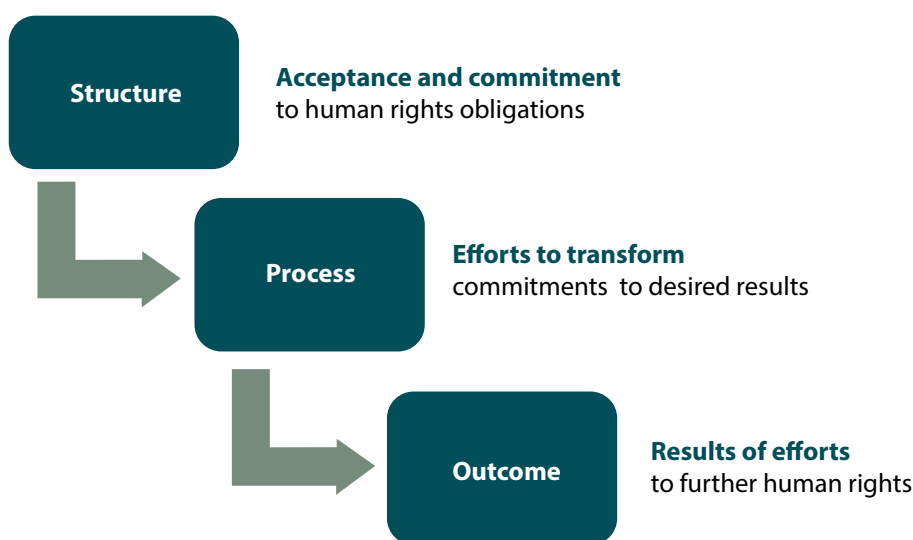 Structure
Acceptance and commitment
to human rights obligations
Process
Efforts to transform
commitments to desired results
Outcome
Results of efforts
to further human rights